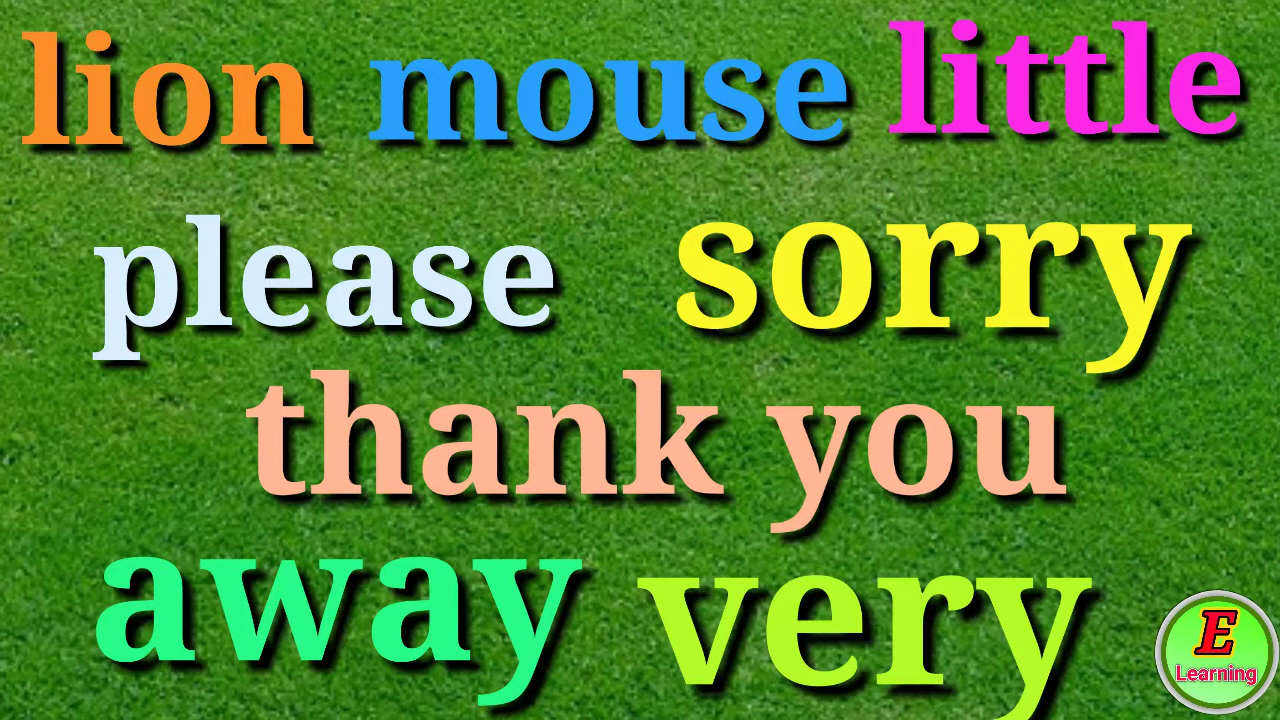 lion mouse little
please sorry
thank you
away very
E
Learning